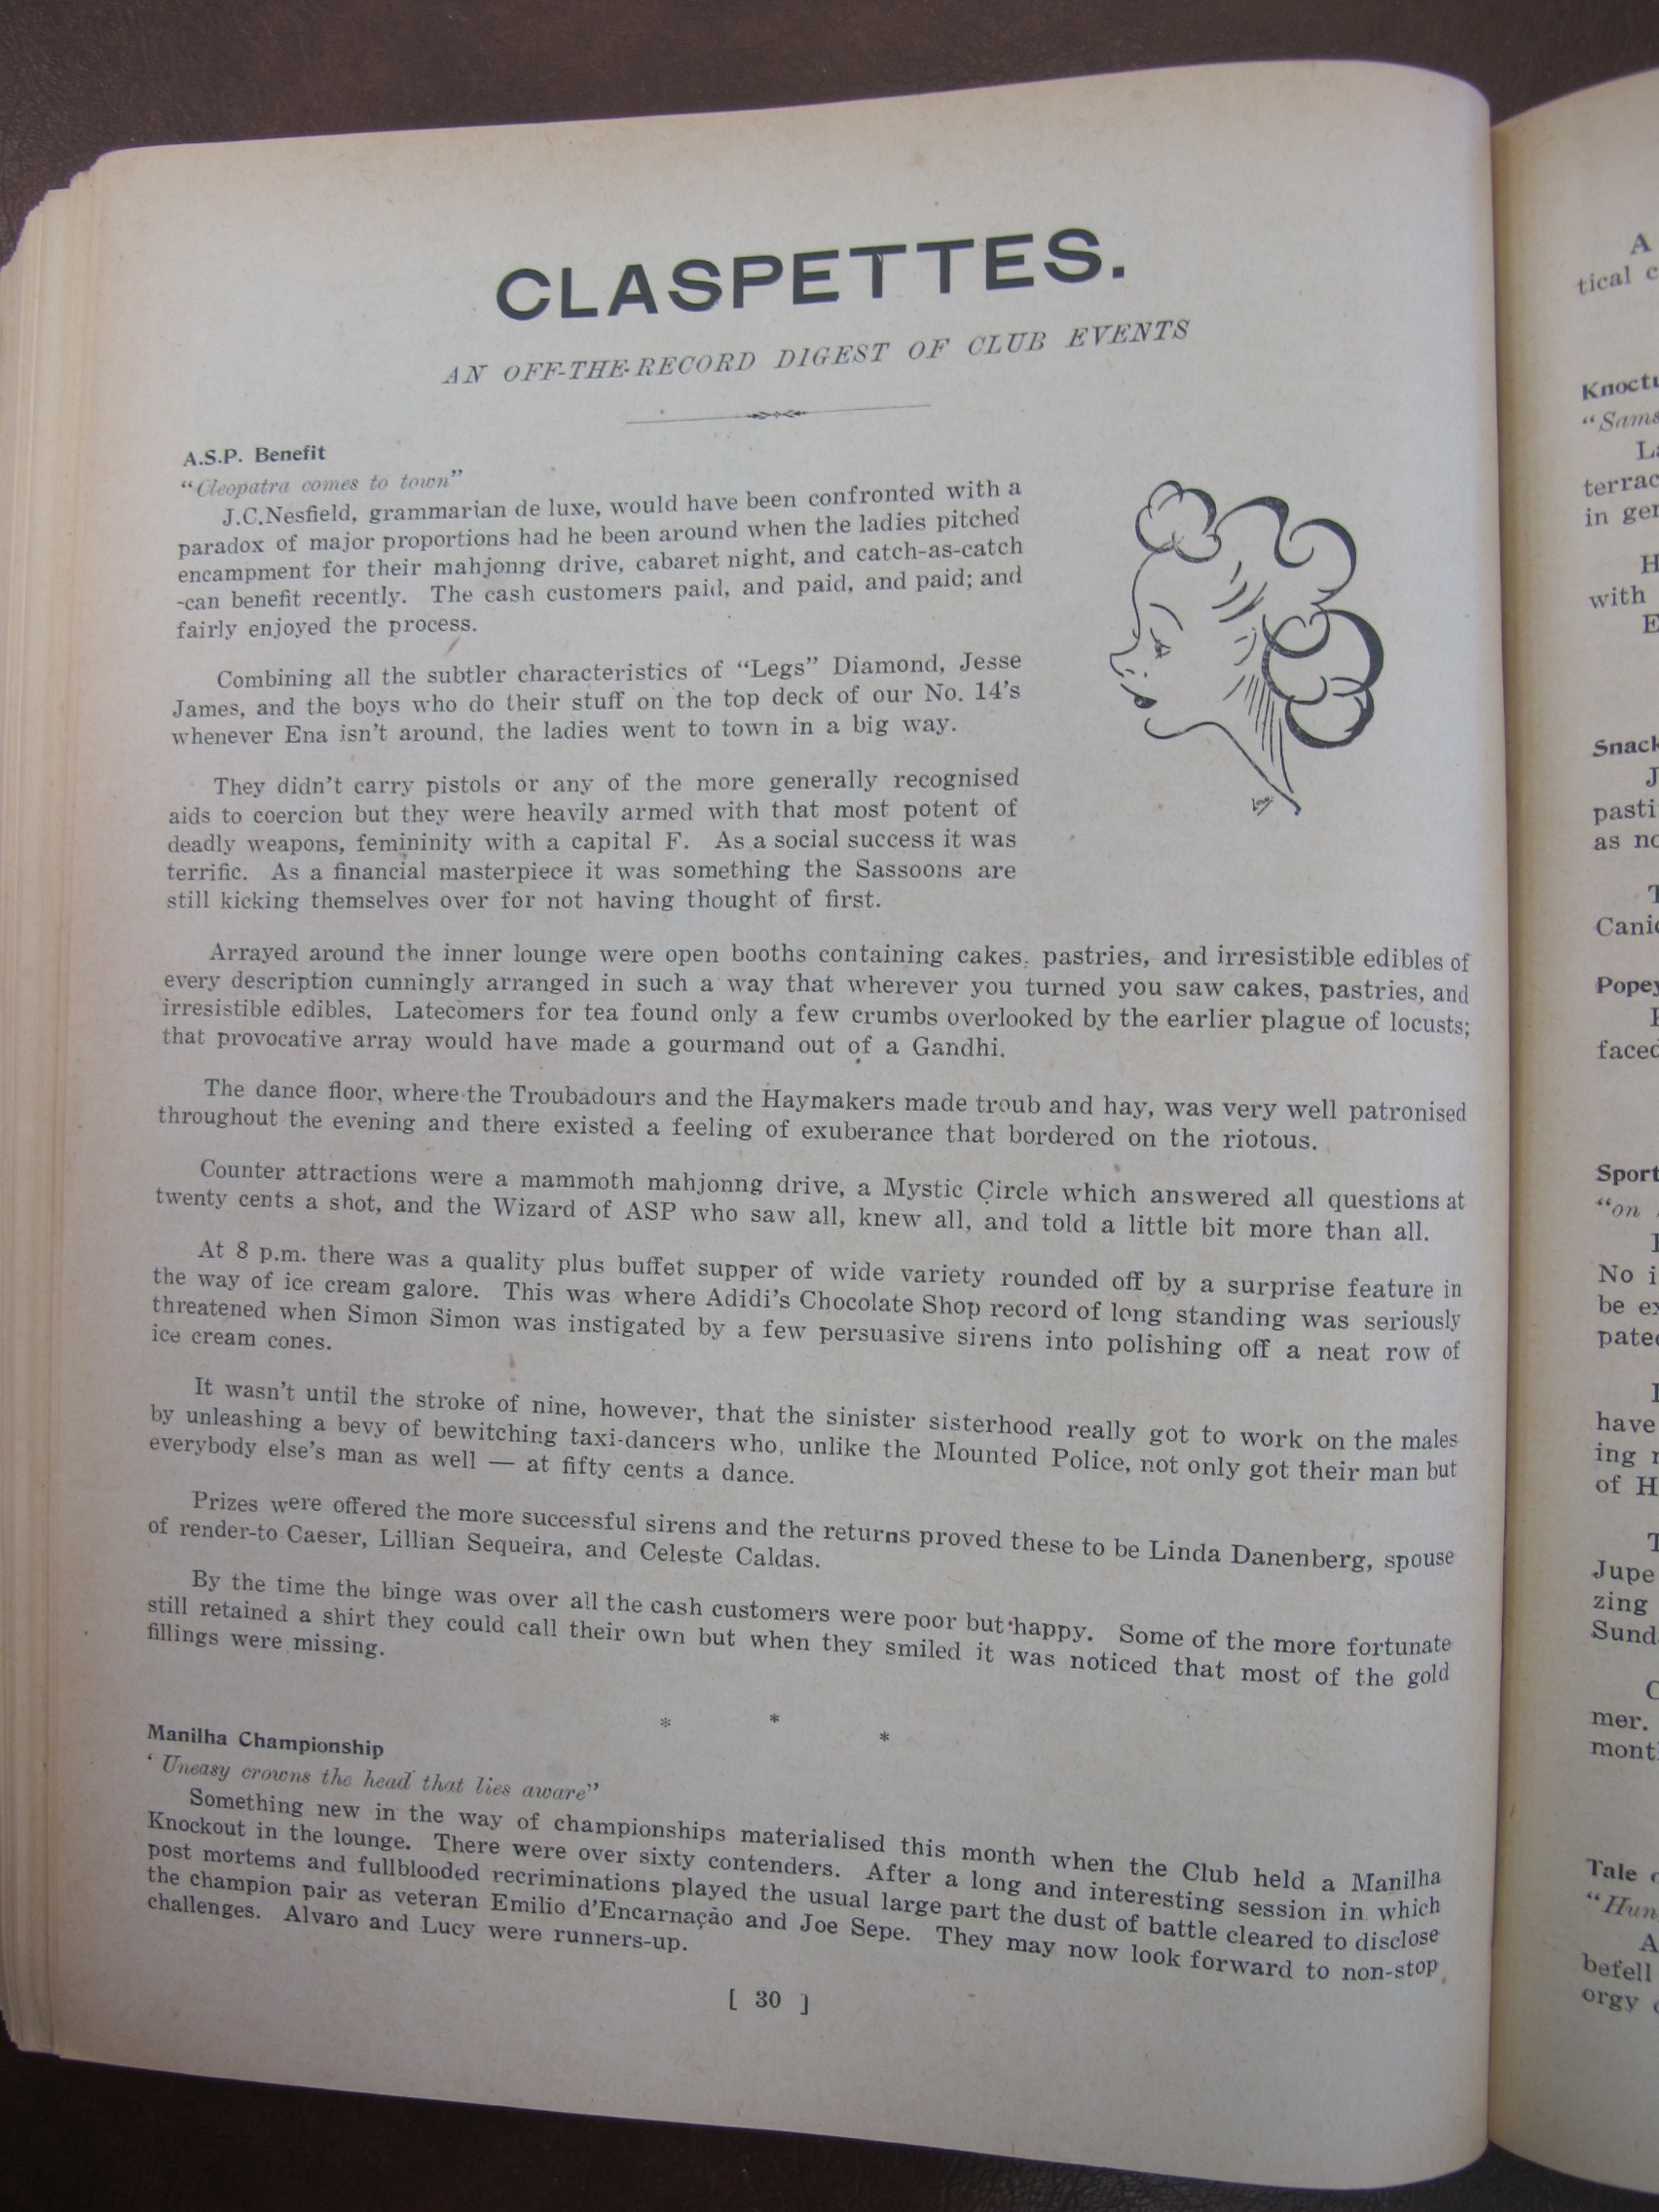 CLASPETTES.
AN OFF-THE-RECORD DIGEST OF CLUB EVENTS
A.S.P. Benefit
“Cleopatra comes to town”
J.C.Nesfield, grammarian de luxe, would have been confronted with a
paradox of major proportions had he been around when the ladies pitched
encampment for their mahjonng drive, cabaret night, and catch-as-catch
-can benefit recently. The cash customers paid, and paid, and paid; and
fairly enjoyed the process.
Combining all the subtler characteristics of “Legs” Diamond, Jesse
James, and the boys who do their stuff on the top deck of our No. 14’s
whenever Ena isn’t around, the ladies went to town in a big way.
They didn’t carry pistols or any of the more generally recognised
aids to coercion but they were heavily armed with that most potent of
deadly weapons, femininity with a capital F. As a social success it was
terrific. As a financial masterpiece it was something the Sassoons are
still kicking themselves over for not having thought of first.
Arrayed around the inner lounge were open booths containing cakes, pastries, and irresistible edibles of
every description cunningly arranged in such a way that wherever you turned you saw cakes, pastries, and
irresistible edibles. Latecomers for tea found only a few crumbs overlooked by the earlier plague of locusts;
that provocative array would have made a gourmand out of a Gandhi.
The dance floor, where the Troubadours and the Haymakers made troub and hay, was very well patronised
throughout the evening and there existed a feeling of exuberance that bordered on the riotous.
Counter attractions were a mammoth mahjonng drive, a Mystic Circle which answered all questions at
twenty cents a shot, and the Wizard of ASP who saw all, knew all, and told a little bit more than all.
At 8 p.m. there was a quality plus buffet supper of wide variety rounded off by a surprise feature in
the way of ice cream galore. This was where Adidi’s Chocolate Shop record of long standing was seriously
threatened when Simon Simon was instigated by a few persuasive sirens into polishing off a neat row of
ice cream cones.
It wasn’t until the stroke of nine, however, that the sinister sisterhood really got to work on the males
by unleashing a bevy of bewitching taxi-dancers who, unlike the Mounted Police, not only got their man but
everybody else’s man as well — at fifty cents a dance.
Prizes were offered the more successful sirens and the returns proved these to be Linda Danenberg, spouse
of render-to Caeser, Lillian Sequeira, and Celeste Caldas.
By the time the binge was over all the cash customers were poor but happy. Some of the more fortunate
still retained a shirt they could call their own but when they smiled it was noticed that most of the gold
fillings were missing.
* * *
Manilha Championship
‘ Uneasy crowns the head that lies aware”
Something new in the way of championships materialised this month when the Club held a Manilha
Knockout in the lounge. There were over sixty contenders. After a long and interesting session in which
post mortems and fullblooded recriminations played the usual large part the dust of battle cleared to disclose
the champion pair as veteran Emilio d’Encarnação and Joe Sepe. They may now look forward to non-stop
challenges. Alvaro and Lucy were runners-up.
[ 30 ]
A
tical
“Sams
in ger
with
pasti
as no
faced
Sport
“on
No i
be ex
have
ing
of H
Jupe
zing
mer.
Tale
“Hun
befell
orgy